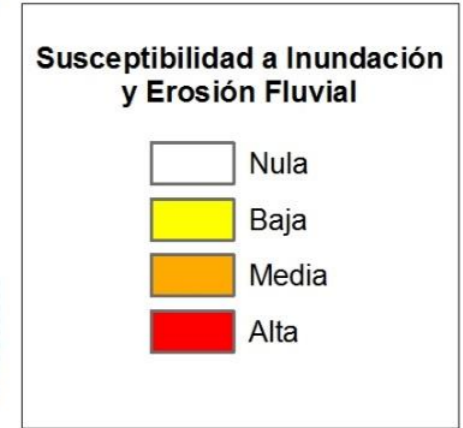 Susceptibilidad a Inundación
y Erosión Fluvial
Nula
Baja
Media
Alta